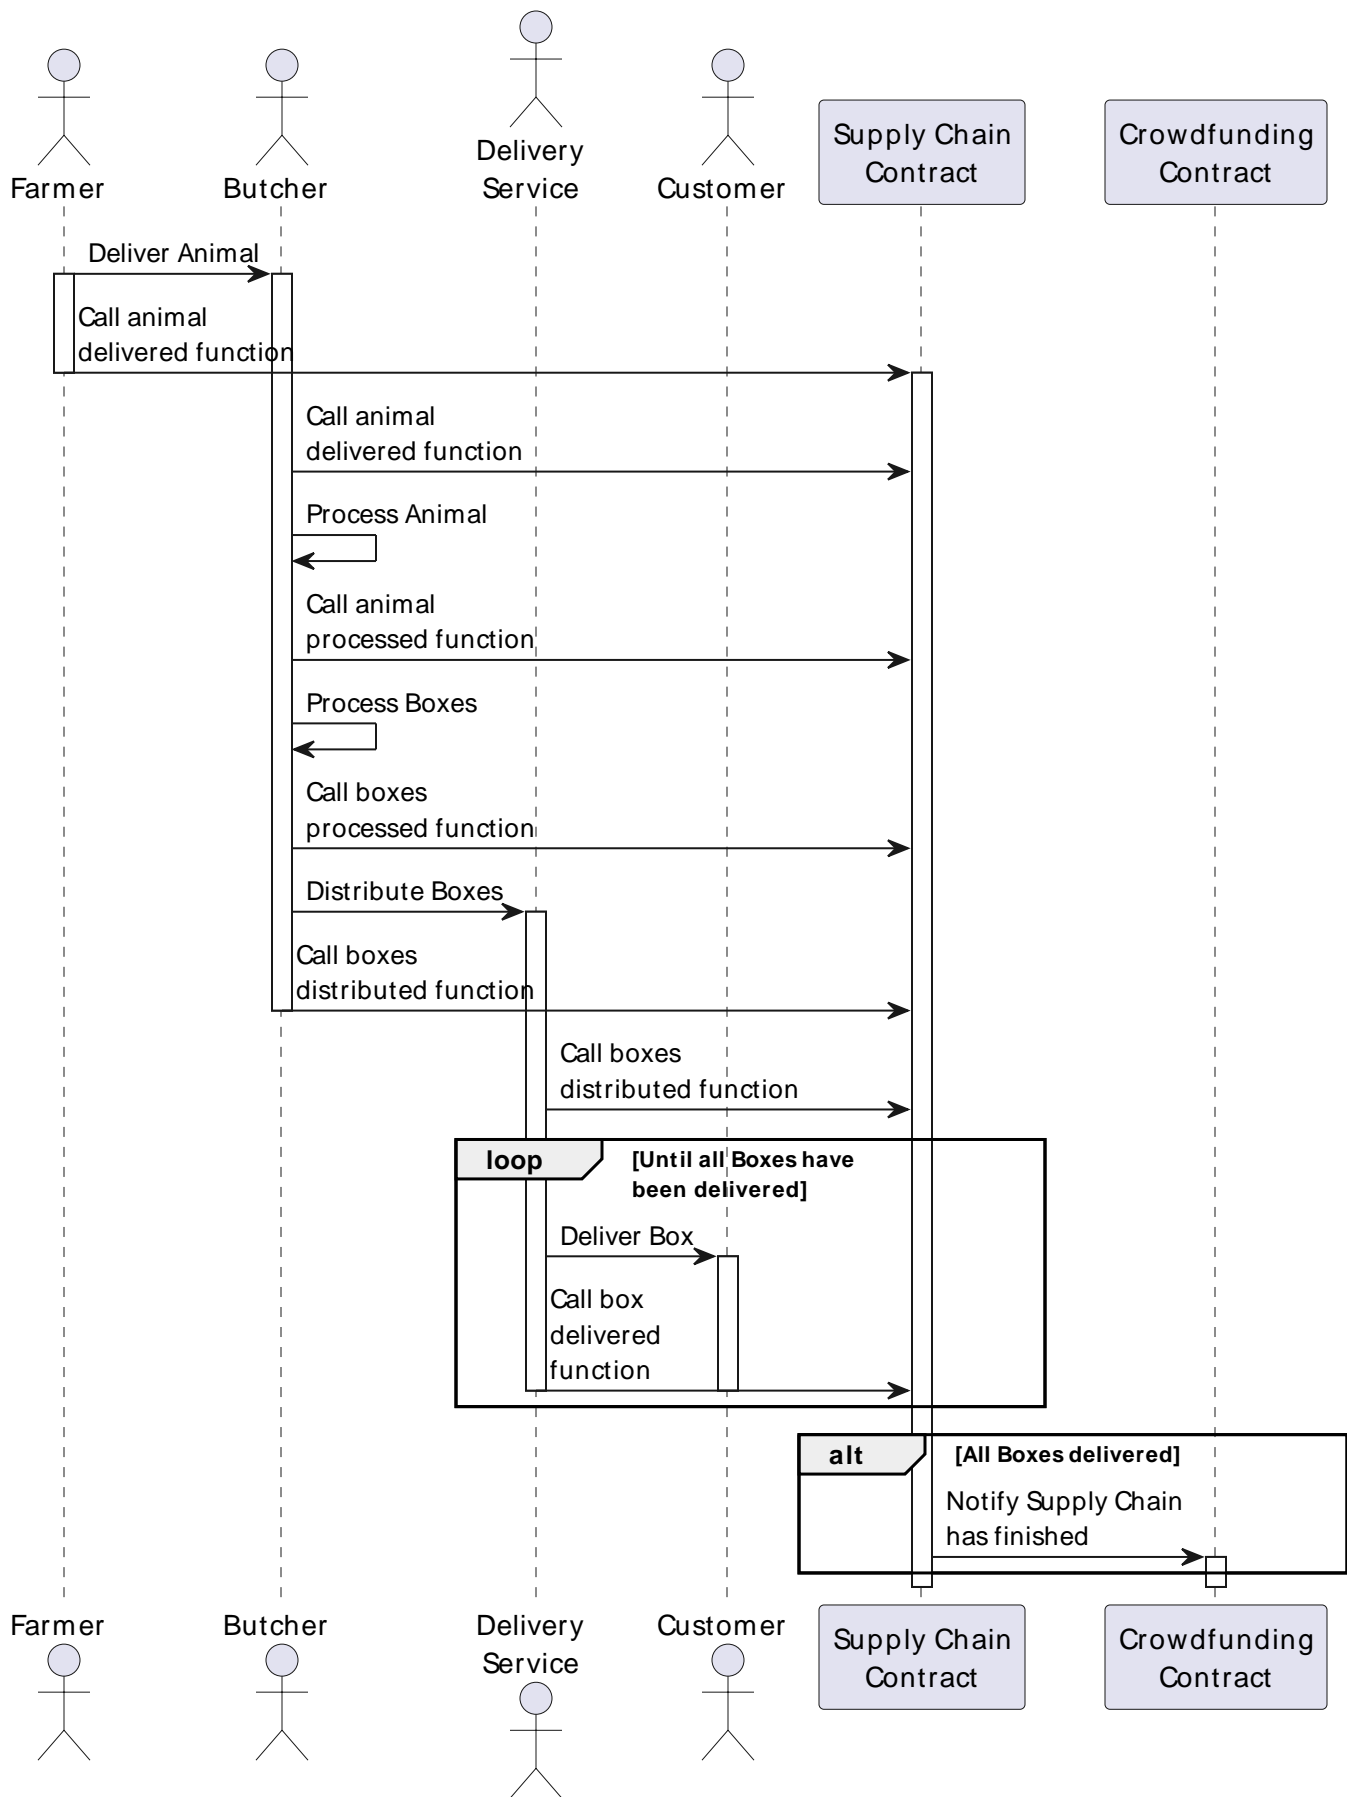 Delivery
Service
Farmer
Butcher
Customer
Supply Chain
Contract
Crowdfunding
Contract
Deliver Animal
Call animal
delivered function
Call animal
delivered function
Process Animal
Call animal
processed function
Process Boxes
Call boxes
processed function
Distribute Boxes
Call boxes
distributed function
Call boxes
distributed function
loop
[Until all Boxes have
been delivered]
Deliver Box
Call box
delivered
function
alt
[All Boxes delivered]
Notify Supply Chain
has finished
Farmer
Butcher
Delivery
Service
Customer
Supply Chain
Contract
Crowdfunding
Contract